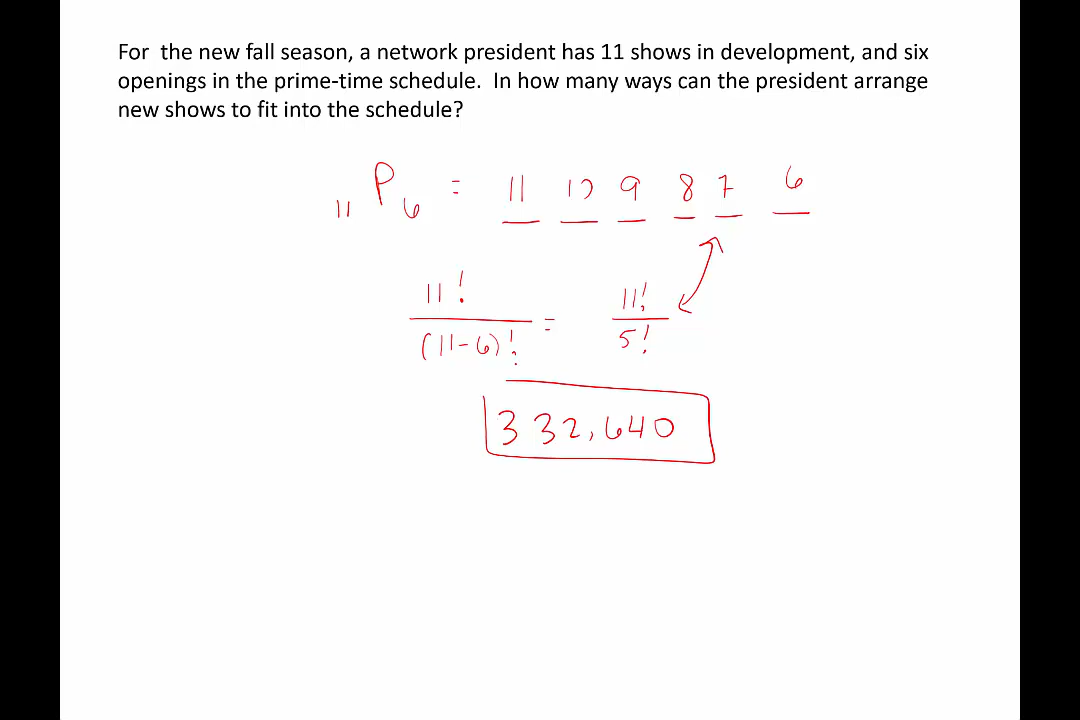 For the new fall season, a network president has 11 shows in development, and six
openings in the prime-time schedule. In how many ways can the president arrange
new shows to fit into the schedule?
11 P 6 = 11 10 9 8 7 6
11! / (11-6)! = 11! / 5!
332,640